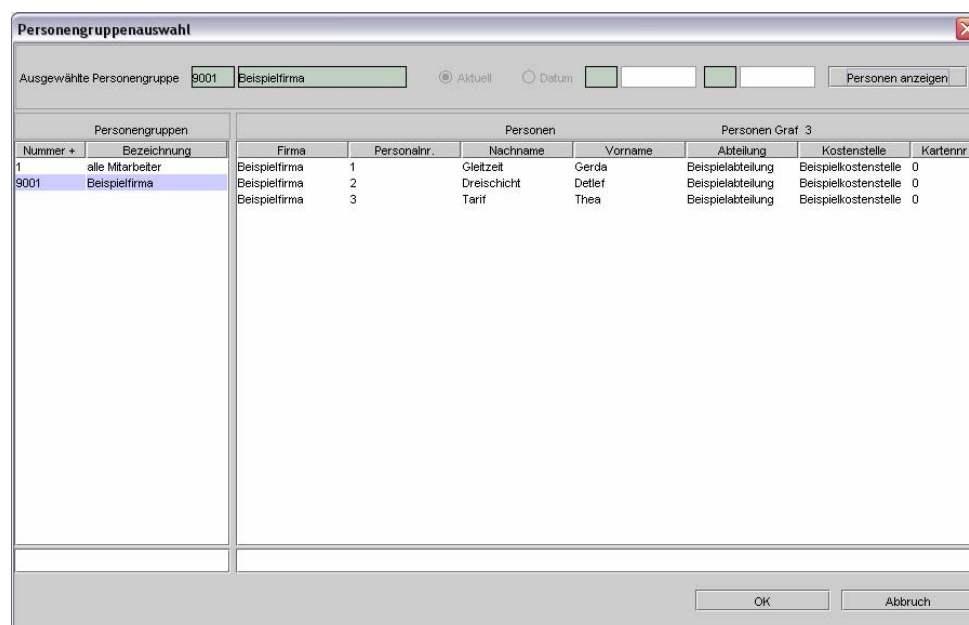 Personengruppenauswahl
Ausgewählte Personengruppe 9001 Beispielfirma Aktuell Datum Personen anzeigen
Personengruppen Personen Personen Graf 3
Nummer + Bezeichnung Firma Personalnr. Nachname Vorname Abteilung Kostenstelle Kartennr
1 alle Mitarbeiter Beispielfirma 1 Gleitzeit Gerda Beispielabteilung Beispielkostenstelle 0
9001 Beispielfirma Beispielfirma 2 Dreischicht Detlef Beispielabteilung Beispielkostenstelle 0
Beispielfirma 3 Tarif Thea Beispielabteilung Beispielkostenstelle 0
OK Abbruch